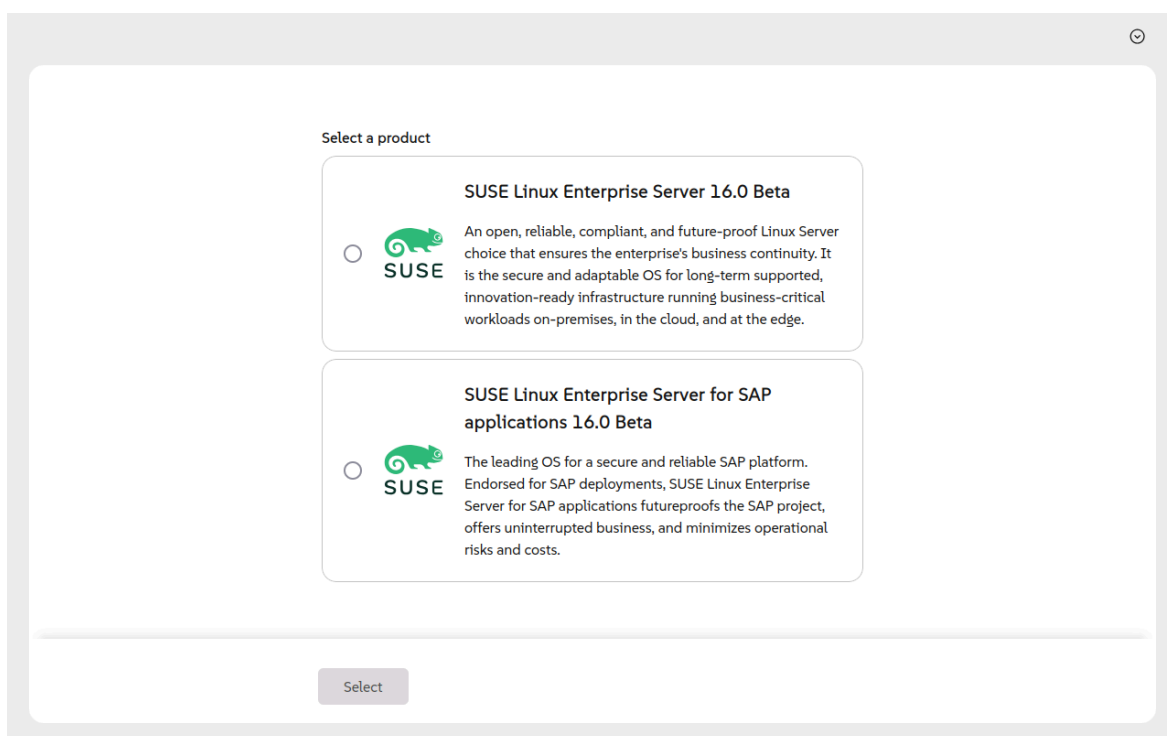 Select a product
SUSE Linux Enterprise Server 16.0 Beta
An open, reliable, compliant, and future-proof Linux Server
choice that ensures the enterprise's business continuity. It
is the secure and adaptable OS for long-term supported,
innovation-ready infrastructure running business-critical
workloads on-premises, in the cloud, and at the edge.
SUSE
SUSE Linux Enterprise Server for SAP
applications 16.0 Beta
The leading OS for a secure and reliable SAP platform.
Endorsed for SAP deployments, SUSE Linux Enterprise
Server for SAP applications futureproofs the SAP project,
offers uninterrupted business, and minimizes operational
risks and costs.
SUSE
Select